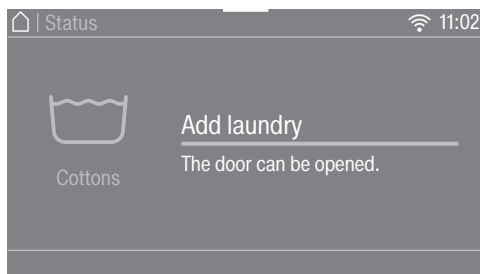 | Status 11:02
Add laundry
The door can be opened.
Cottons